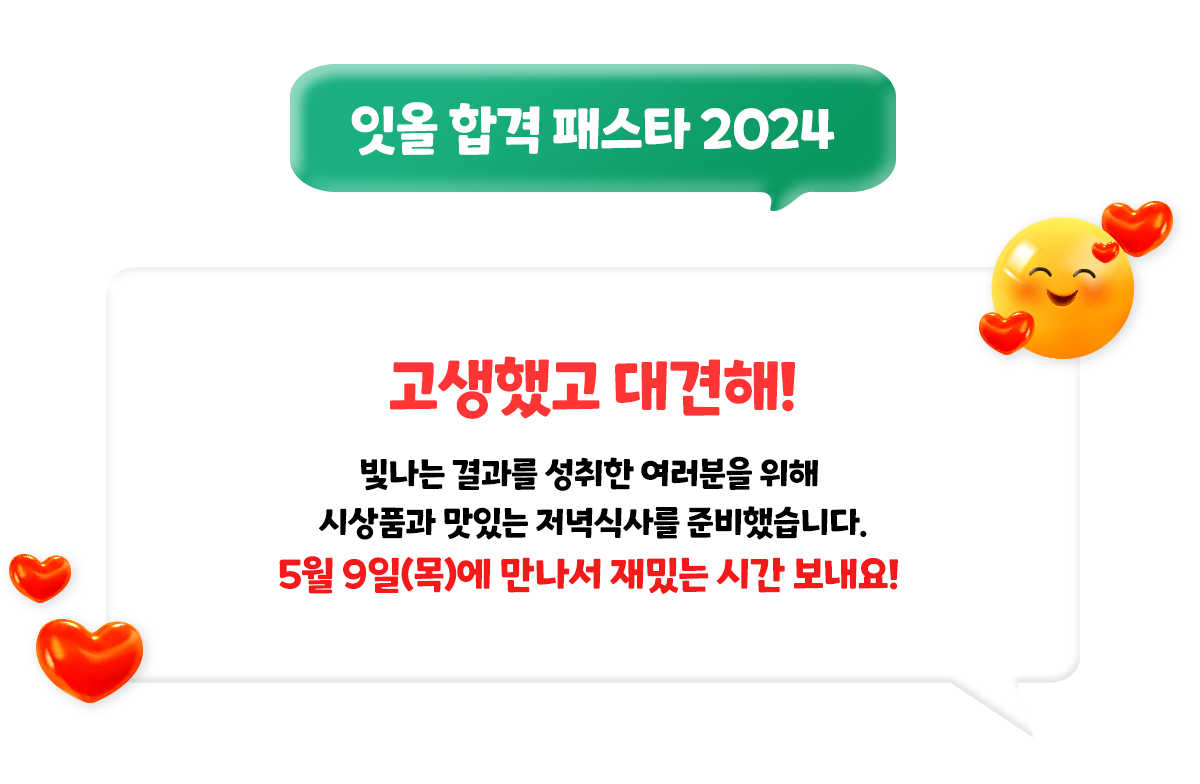 잇올 합격 패스타 2024
고생했고 대견해!
빛나는 결과를 성취한 여러분을 위해
시상품과 맛있는 저녁식사를 준비했습니다.
5월 9일(목)에 만나서 재밌는 시간 보내요!